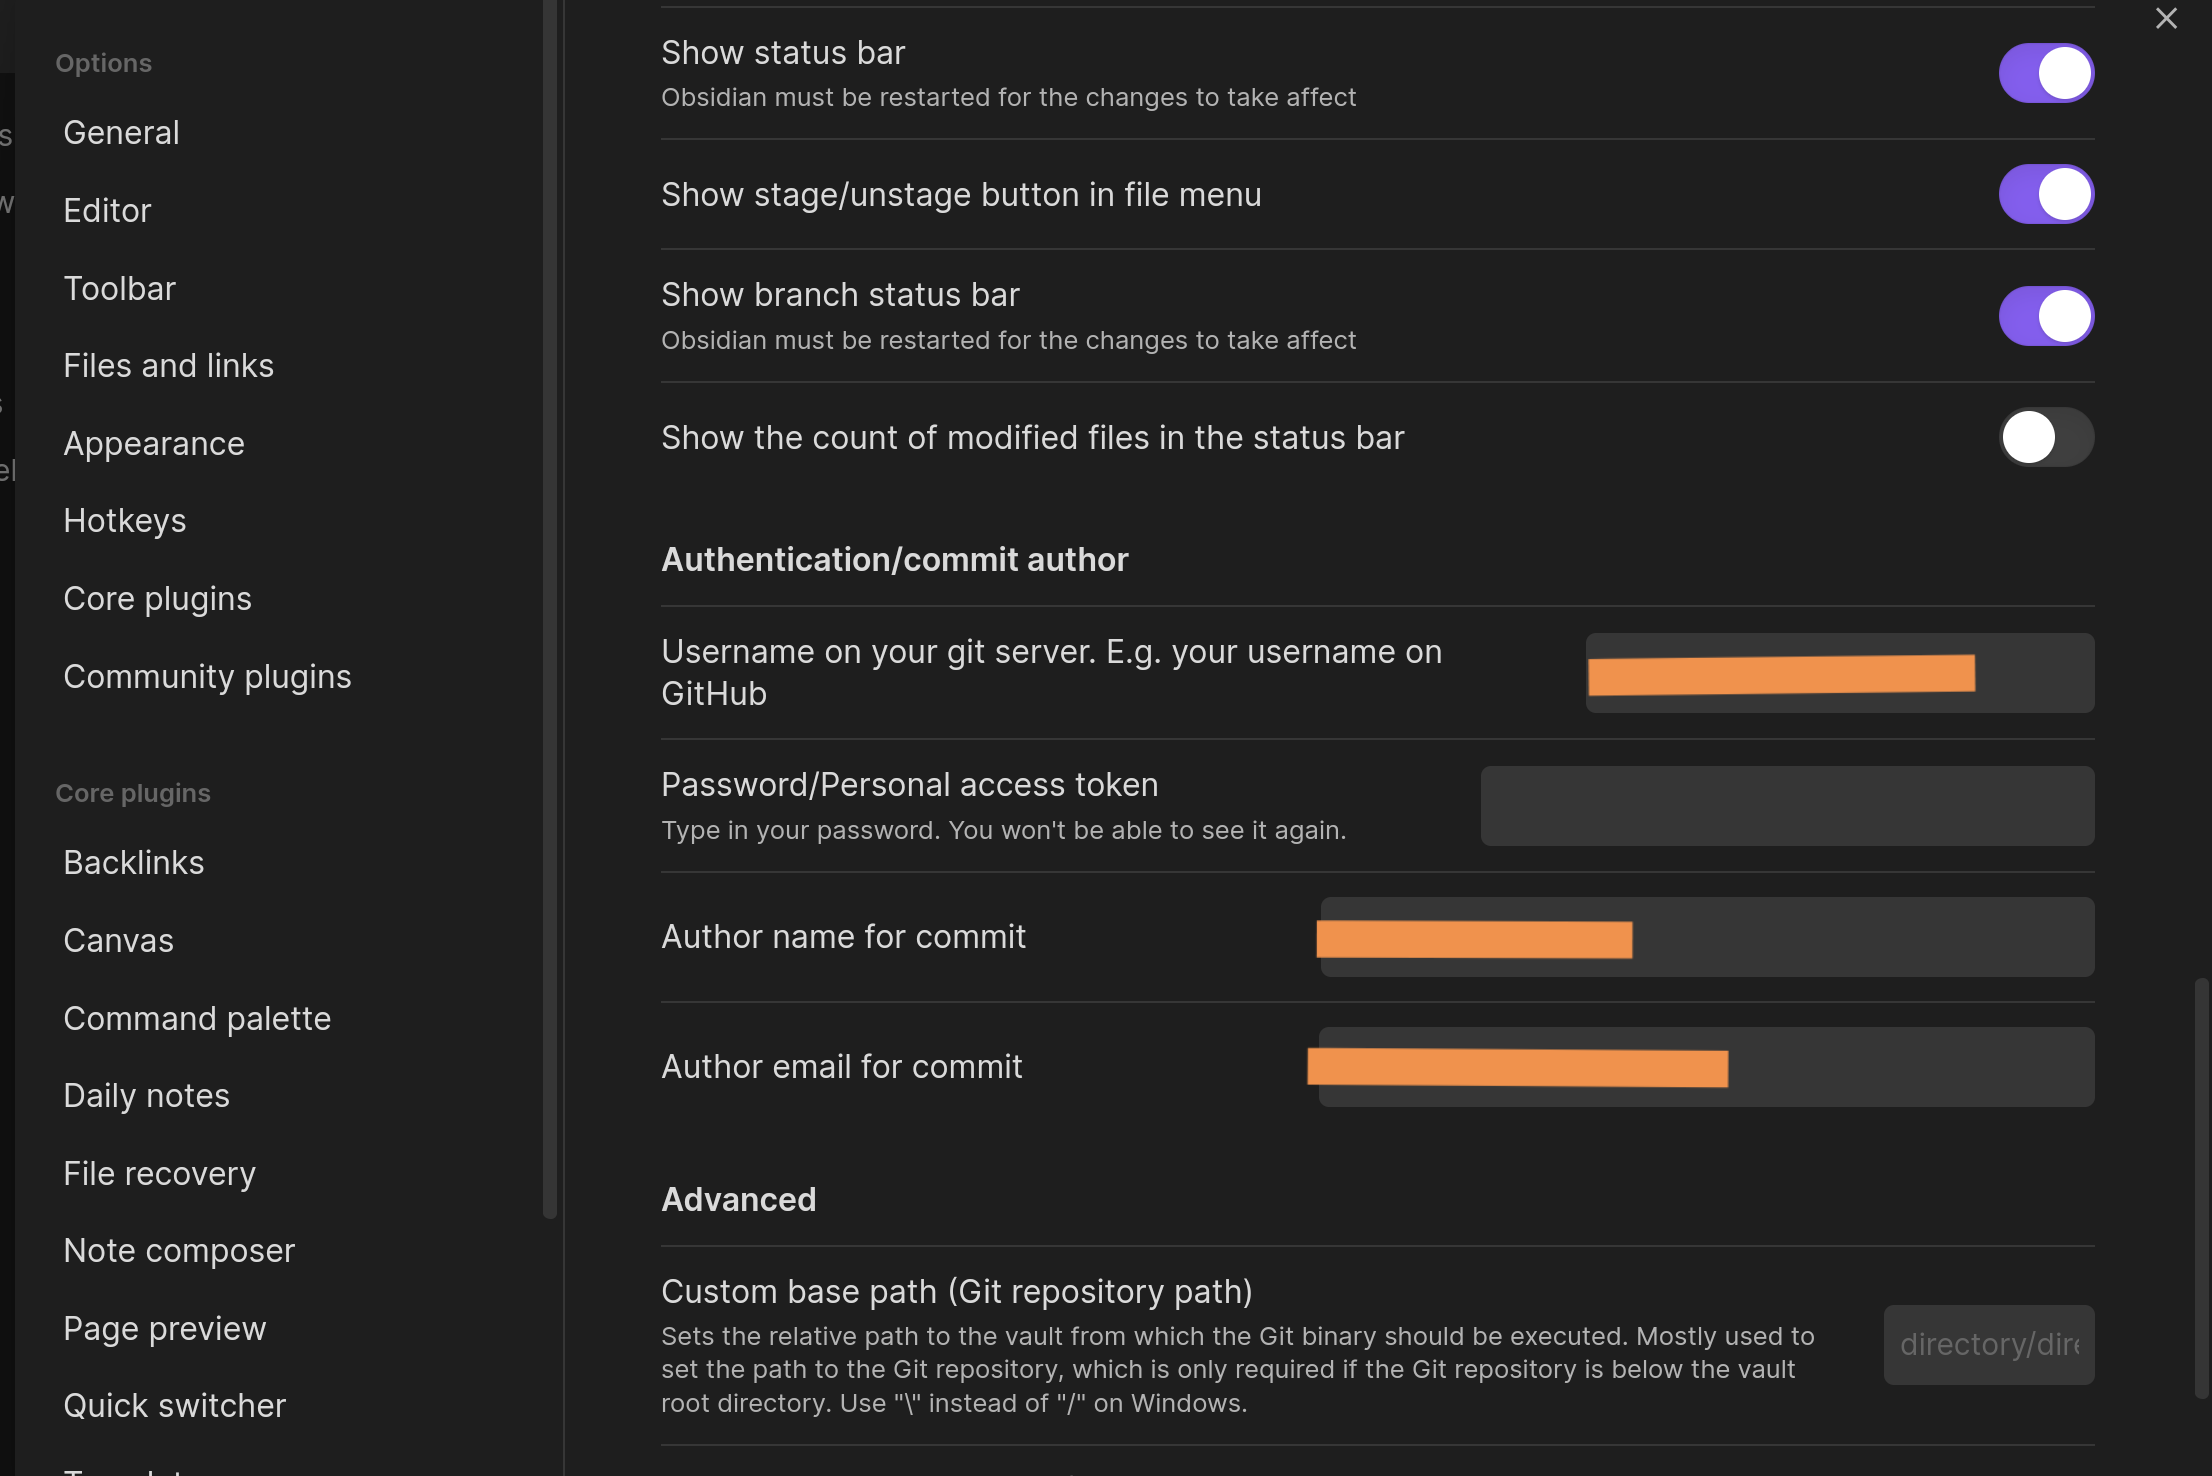 Options
General
Editor
Toolbar
Files and links
Appearance
Hotkeys
Core plugins
Community plugins
Core plugins
Backlinks
Canvas
Command palette
Daily notes
File recovery
Note composer
Page preview
Quick switcher
Show status bar
Obsidian must be restarted for the changes to take affect
Show stage/unstage button in file menu
Show branch status bar
Obsidian must be restarted for the changes to take affect
Show the count of modified files in the status bar
Authentication/commit author
Username on your git server. E.g. your username on
GitHub
Password/Personal access token
Type in your password. You won't be able to see it again.
Author name for commit
Author email for commit
Advanced
Custom base path (Git repository path)
Sets the relative path to the vault from which the Git binary should be executed. Mostly used to
set the path to the Git repository, which is only required if the Git repository is below the vault
root directory. Use "\" instead of "/" on Windows.
directory/dire